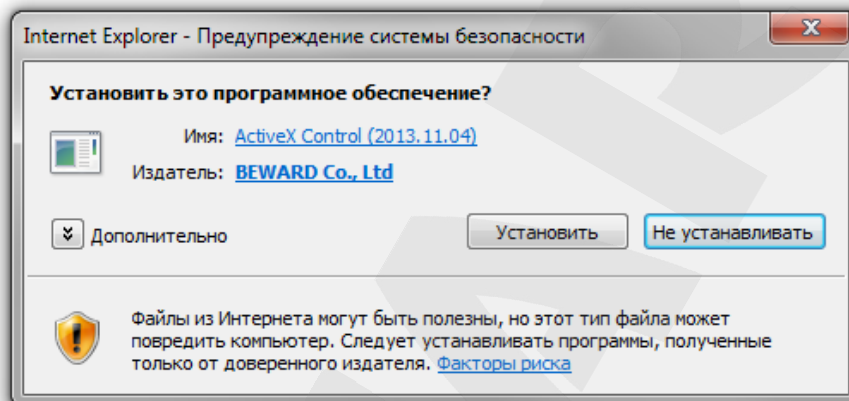 Internet Explorer - Предупреждение системы безопасности
Установить это программное обеспечение?
Имя: ActiveX Control (2013.11.04)
Издатель: BEWARD Co., Ltd
Дополнительно
Установить
Не устанавливать
Файлы из Интернета могут быть полезны, но этот тип файла может
повредить компьютер. Следует устанавливать программы, полученные
только от доверенного издателя. Факторы риска